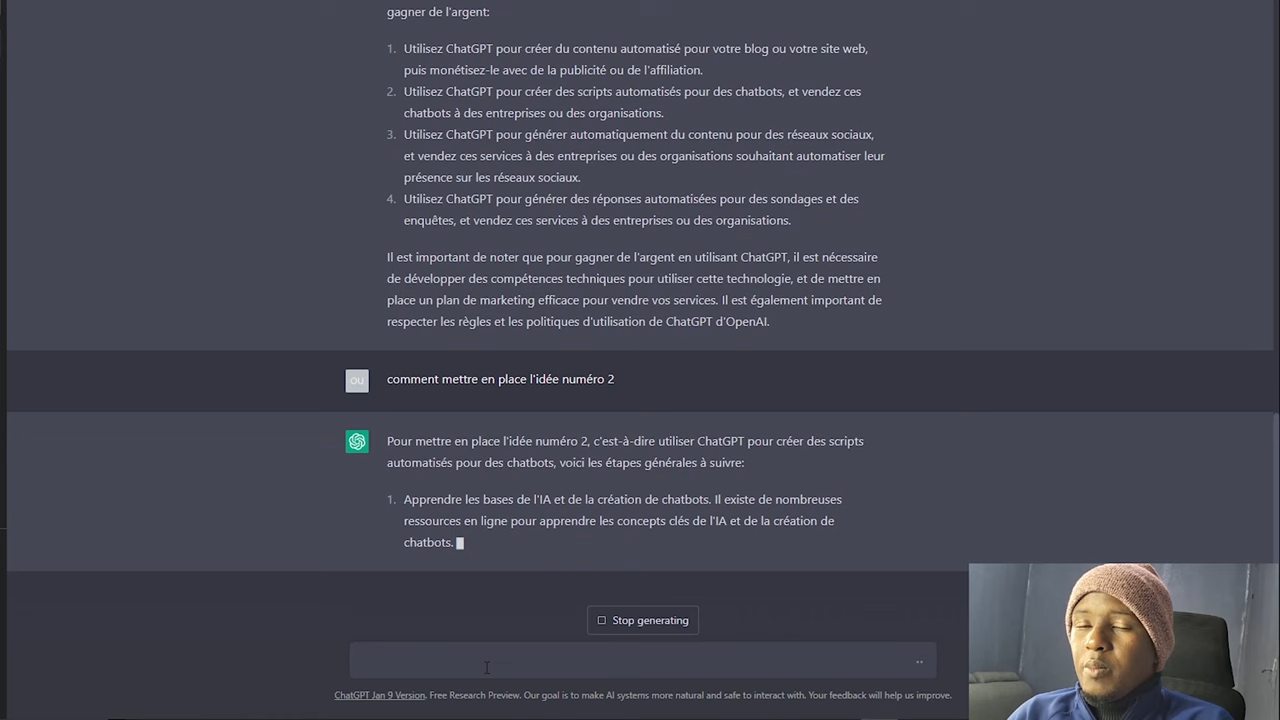 gagner de l'argent:
1. Utilisez ChatGPT pour créer du contenu automatisé pour votre blog ou votre site web,
puis monétisez-le avec de la publicité ou de l'affiliation.
2. Utilisez ChatGPT pour créer des scripts automatisés pour des chatbots, et vendez ces
chatbots à des entreprises ou des organisations.
3. Utilisez ChatGPT pour générer automatiquement du contenu pour des réseaux sociaux,
et vendez ces services à des entreprises ou des organisations souhaitant automatiser leur
présence sur les réseaux sociaux.
4. Utilisez ChatGPT pour générer des réponses automatisées pour des sondages et des
enquêtes, et vendez ces services à des entreprises ou des organisations.
Il est important de noter que pour gagner de l'argent en utilisant ChatGPT, il est nécessaire
de développer des compétences techniques pour utiliser cette technologie, et de mettre en
place un plan de marketing efficace pour vendre vos services. Il est également important de
respecter les règles et les politiques d'utilisation de ChatGPT d'OpenAI.
OU comment mettre en place l'idée numéro 2
Pour mettre en place l'idée numéro 2, c'est-à-dire utiliser ChatGPT pour créer des scripts
automatisés pour des chatbots, voici les étapes générales à suivre:
1. Apprendre les bases de l'IA et de la création de chatbots. Il existe de nombreuses
ressources en ligne pour apprendre les concepts clés de l'IA et de la création de
chatbots.
Stop generating
ChatGPT Jan 9 Version. Free Research Preview. Our goal is to make AI systems more natural and safe to interact with. Your feedback will help us improve.